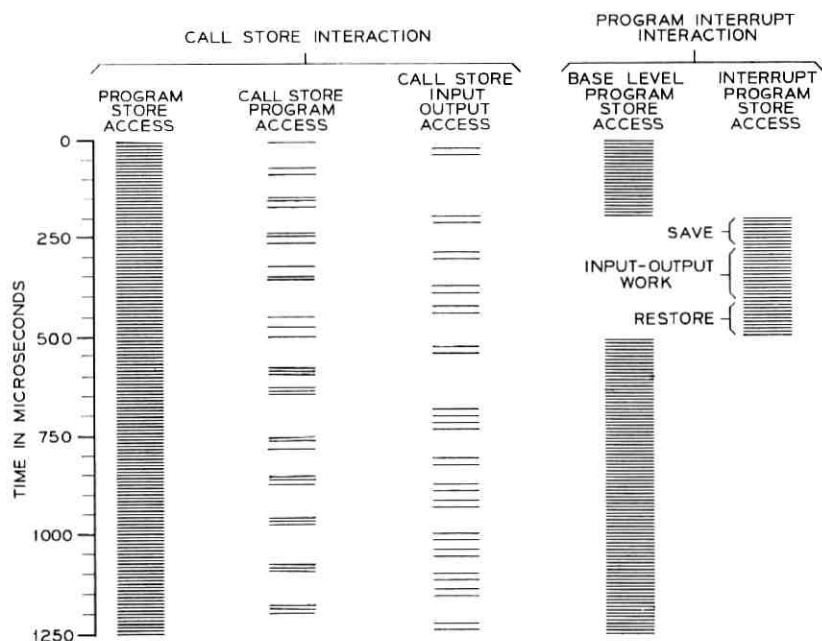 CALL STORE INTERACTION
PROGRAM INTERRUPT
INTERACTION
PROGRAM
STORE
ACCESS
CALL STORE
PROGRAM
ACCESS
CALL STORE
INPUT
OUTPUT
ACCESS
BASE LEVEL
PROGRAM
STORE
ACCESS
INTERRUPT
PROGRAM
STORE
ACCESS
TIME IN MICROSECONDS
0
250
500
750
1000
1250
SAVE
INPUT-OUTPUT
WORK
RESTORE